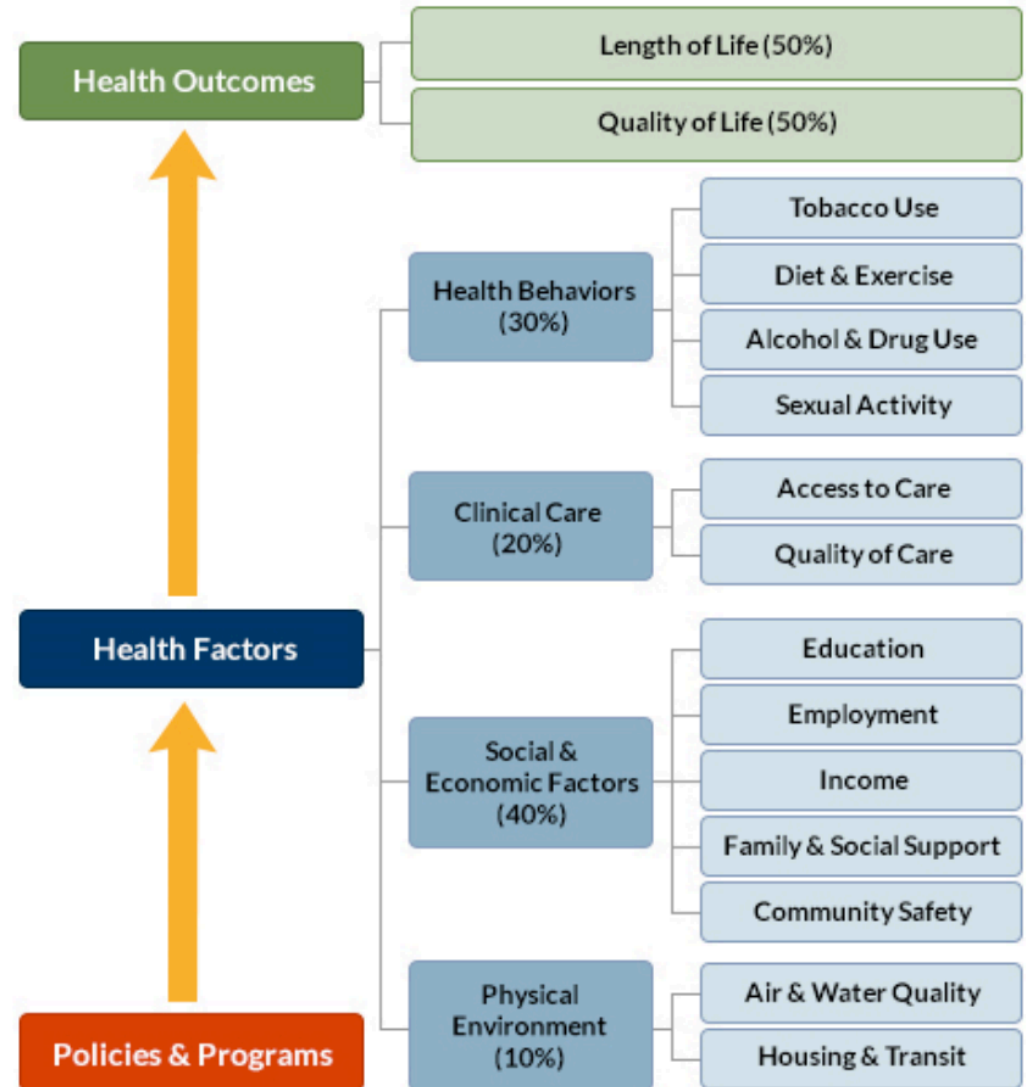 Health Outcomes
Length of Life (50%)
Quality of Life (50%)
Health Factors
Health Behaviors
(30%)
Tobacco Use
Diet & Exercise
Alcohol & Drug Use
Sexual Activity
Clinical Care
(20%)
Access to Care
Quality of Care
Social &
Economic Factors
(40%)
Education
Employment
Income
Family & Social Support
Community Safety
Physical
Environment
(10%)
Air & Water Quality
Housing & Transit
Policies & Programs